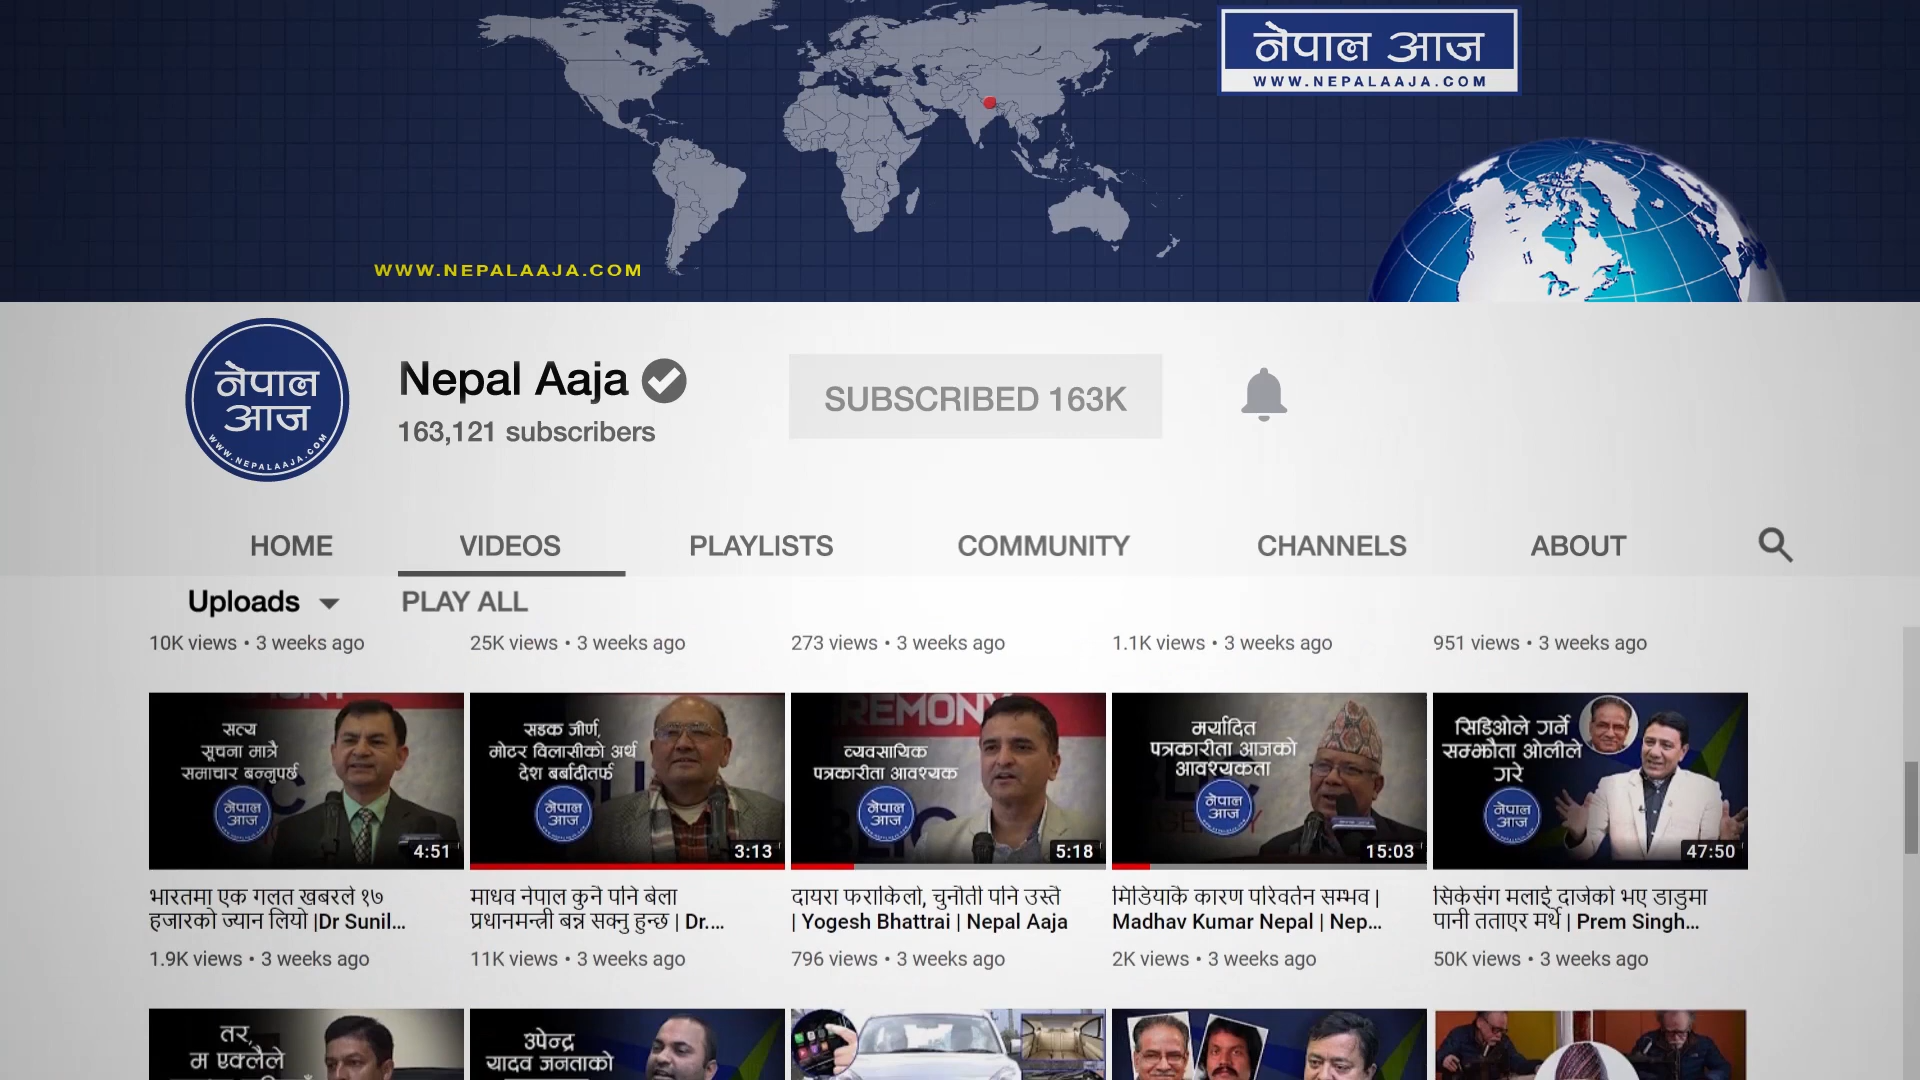 नेपाल आज
WWW.NEPALAAJA.COM
WWW.NEPALAAJA.COM
नेपाल
आज
WWW.NEPALAAJA.COM
Nepal Aaja
163,121 subscribers
SUBSCRIBED 163K
HOME
VIDEOS
PLAYLISTS
COMMUNITY
CHANNELS
ABOUT
Uploads
PLAY ALL
10K views • 3 weeks ago
25K views • 3 weeks ago
273 views • 3 weeks ago
1.1K views • 3 weeks ago
951 views • 3 weeks ago
सत्य
सूचना मात्रै
समाचार बन्नुपर्छ
नेपाल
आज
4:51
सडक जीर्ण,
मोटर विलासीको अर्थ
देश बर्बादीतर्फ
नेपाल
आज
3:13
REMONY
व्यवसायिक
पत्रकारीता आवश्यक
नेपाल
आज
5:18
मर्यादित
पत्रकारीता आजको
आवश्यकता
नेपाल
आज
15:03
सिडिओले गर्ने
सम्झौता ओलीले
गरे
नेपाल
आज
47:50
भारतमा एक गलत खबरले १७
हजारको ज्यान लियो |Dr Sunil...
1.9K views • 3 weeks ago
माधव नेपाल कुनै पनि बेला
प्रधानमन्त्री बन्न सक्नु हुन्छ | Dr....
11K views • 3 weeks ago
दायरा फराकिलो, चुनौती पनि उस्तै
| Yogesh Bhattrai | Nepal Aaja
796 views • 3 weeks ago
मिडियाकै कारण परिवर्तन सम्भव |
Madhav Kumar Nepal | Nep...
2K views • 3 weeks ago
सिकेसंग मलाई दाजेको भए डाडुमा
पानी तताएर मर्थे | Prem Singh...
50K views • 3 weeks ago
तर,
म एक्लैले
उपेन्द्र
यादव जनताको